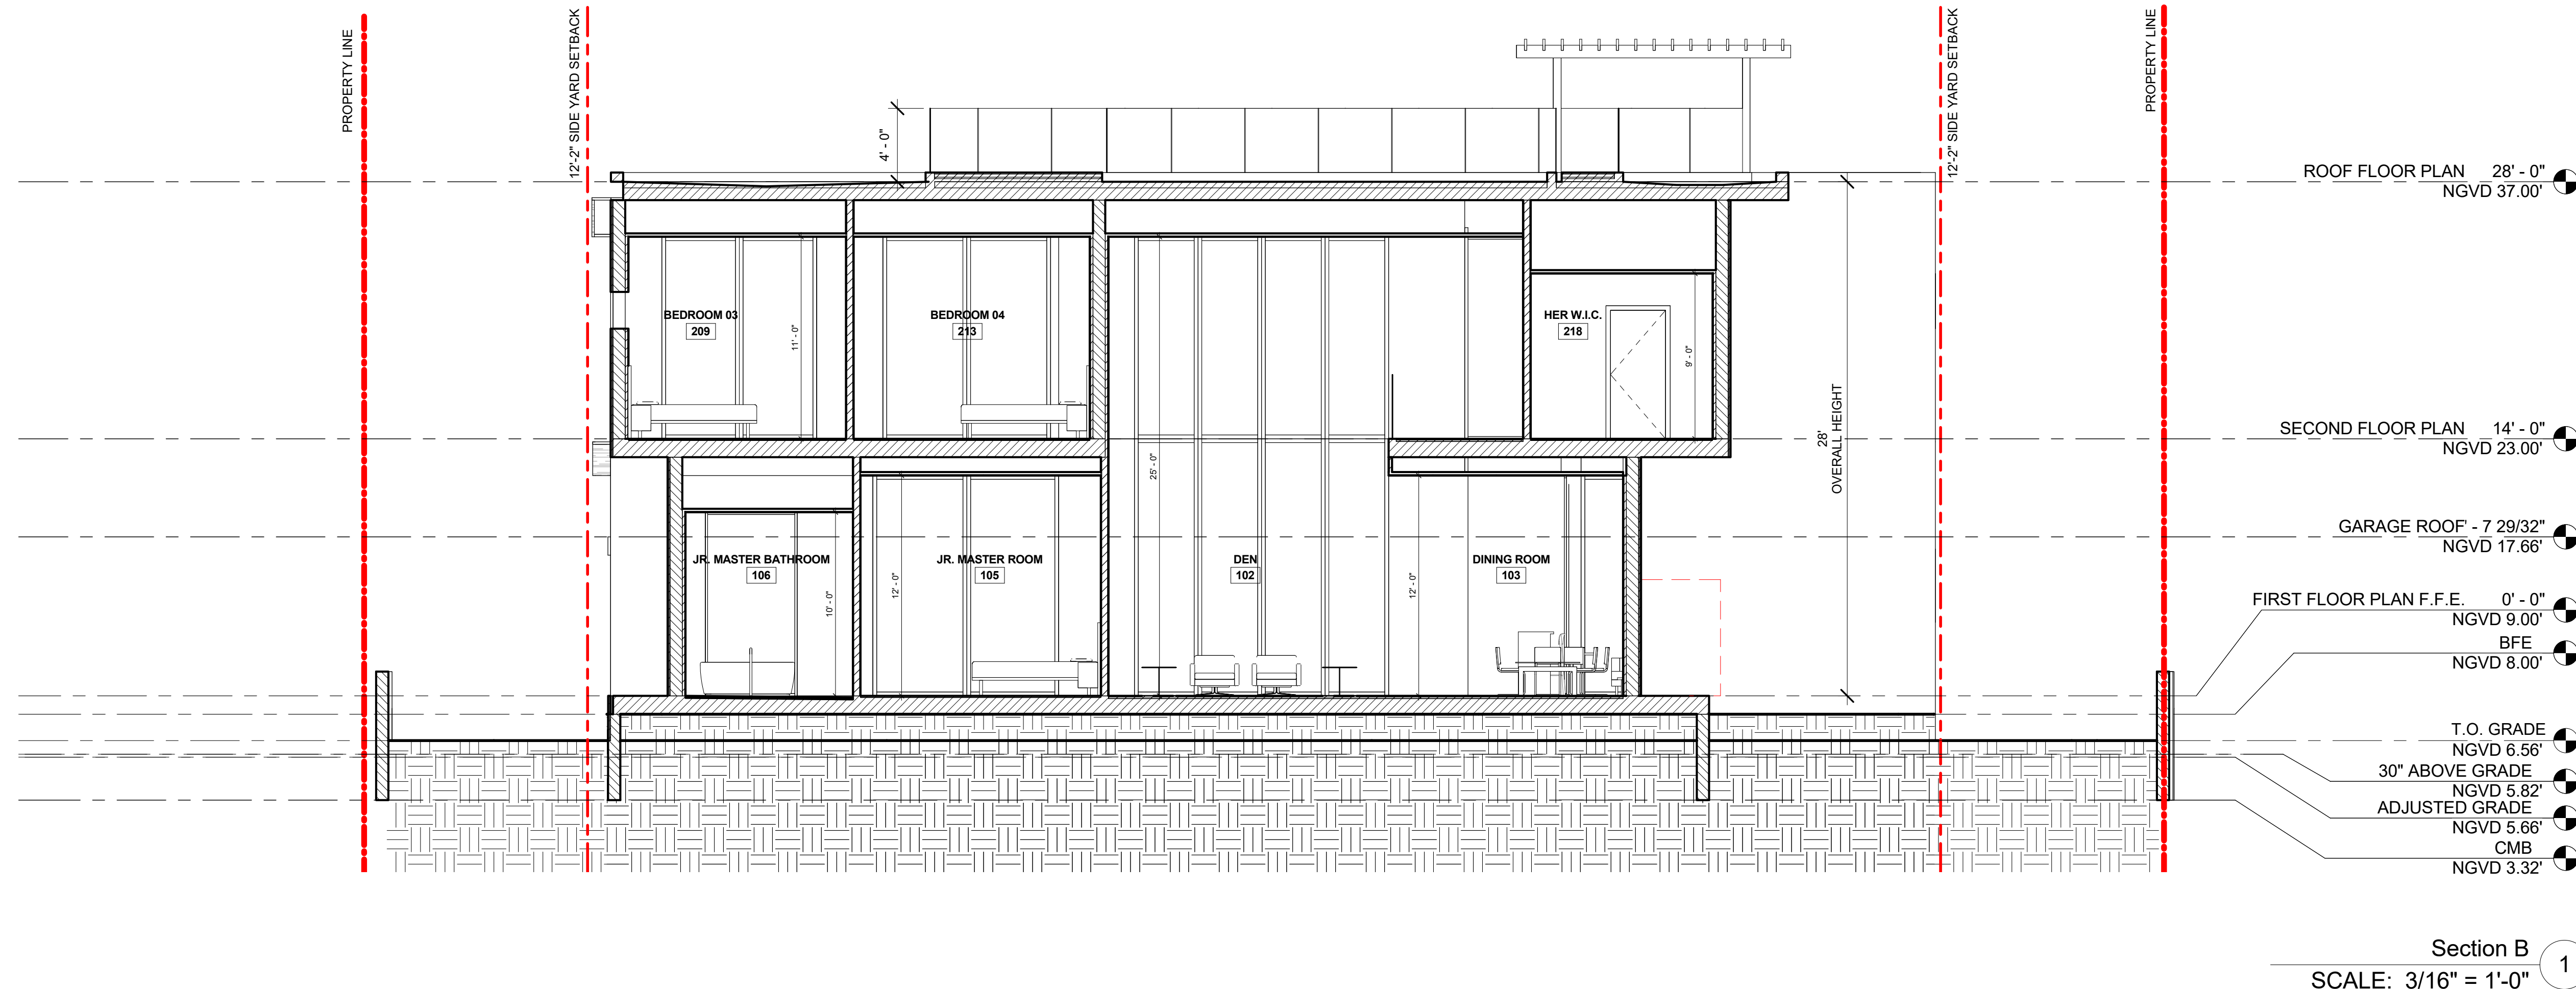 PROPERTY LINE
12'-2" SIDE YARD SETBACK
12'-2" SIDE YARD SETBACK
PROPERTY LINE
4' - 0"
ROOF FLOOR PLAN 28' - 0"
NGVD 37.00'
BEDROOM 03
209
11' - 0"
BEDROOM 04
213
HER W.I.C.
218
9' - 0"
28'
OVERALL HEIGHT
SECOND FLOOR PLAN 14' - 0"
NGVD 23.00'
25' - 0"
GARAGE ROOF' - 7 29/32"
NGVD 17.66'
JR. MASTER BATHROOM
106
10' - 0"
JR. MASTER ROOM
105
12' - 0"
DEN
102
DINING ROOM
103
12' - 0"
FIRST FLOOR PLAN F.F.E. 0' - 0"
NGVD 9.00'
BFE
NGVD 8.00'
T.O. GRADE
NGVD 6.56'
30" ABOVE GRADE
NGVD 5.82'
ADJUSTED GRADE
NGVD 5.66'
CMB
NGVD 3.32'
Section B
1
SCALE: 3/16" = 1'-0"